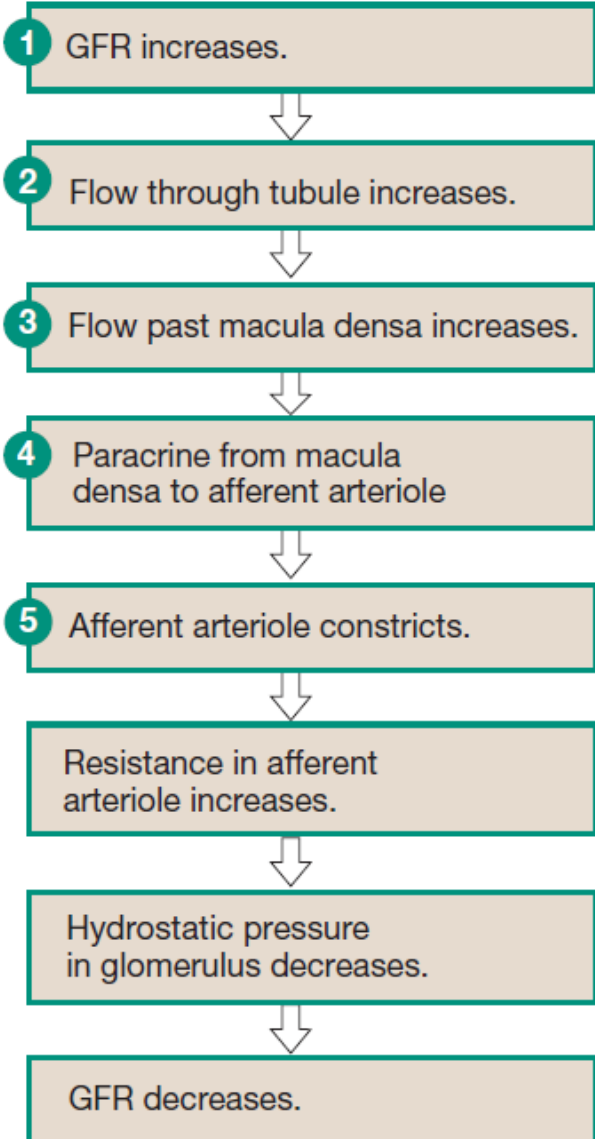 1 GFR increases.
2 Flow through tubule increases.
3 Flow past macula densa increases.
4 Paracrine from macula
densa to afferent arteriole
5 Afferent arteriole constricts.
Resistance in afferent
arteriole increases.
Hydrostatic pressure
in glomerulus decreases.
GFR decreases.